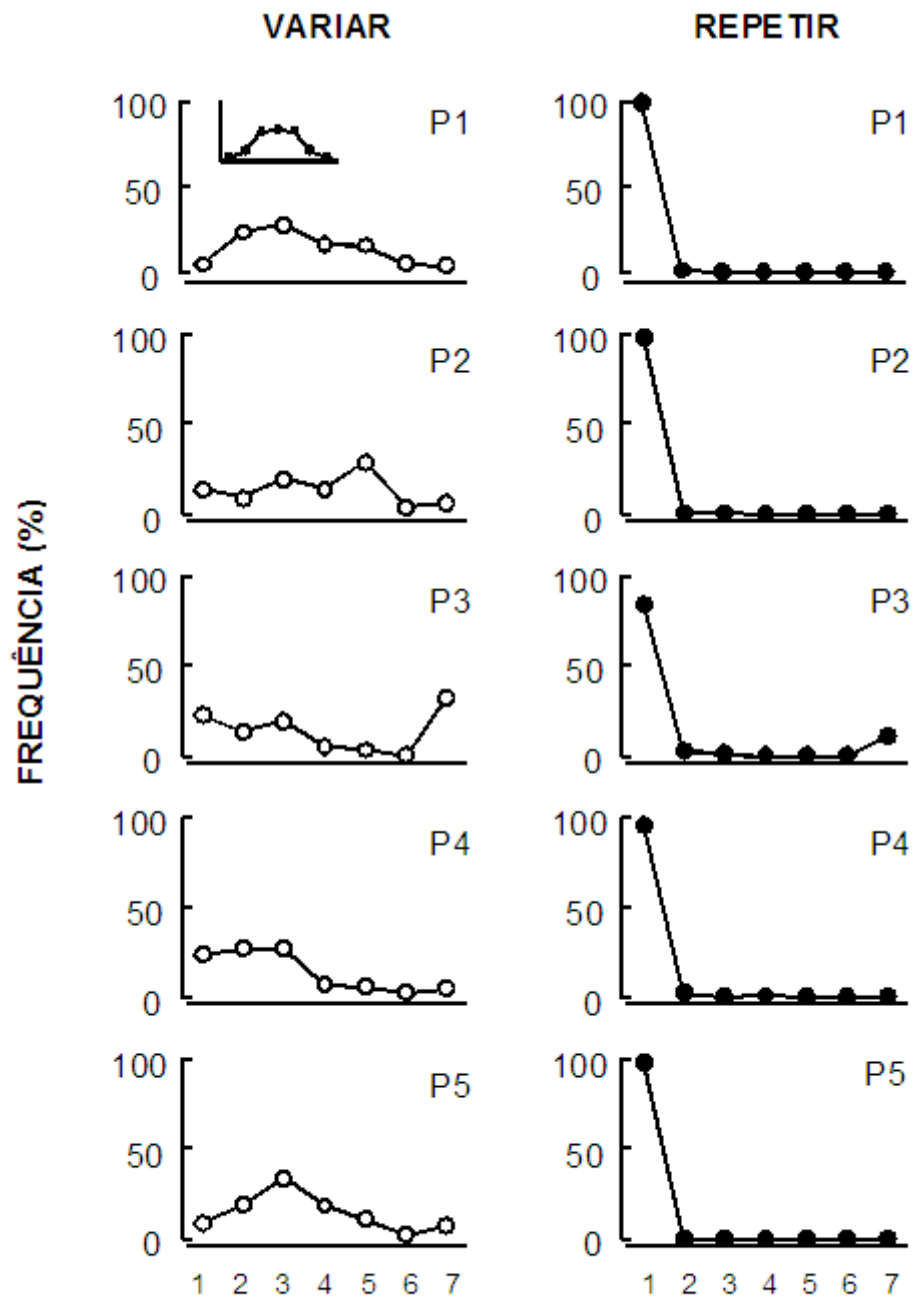 VARIAR REPETIR
100 P1 100 P1
50 50
0 0
100 P2 100 P2
50 50
0 0
FREQUÊNCIA (%)
100 P3 100 P3
50 50
0 0
100 P4 100 P4
50 50
0 0
100 P5 100 P5
50 50
0 0
1 2 3 4 5 6 7 1 2 3 4 5 6 7